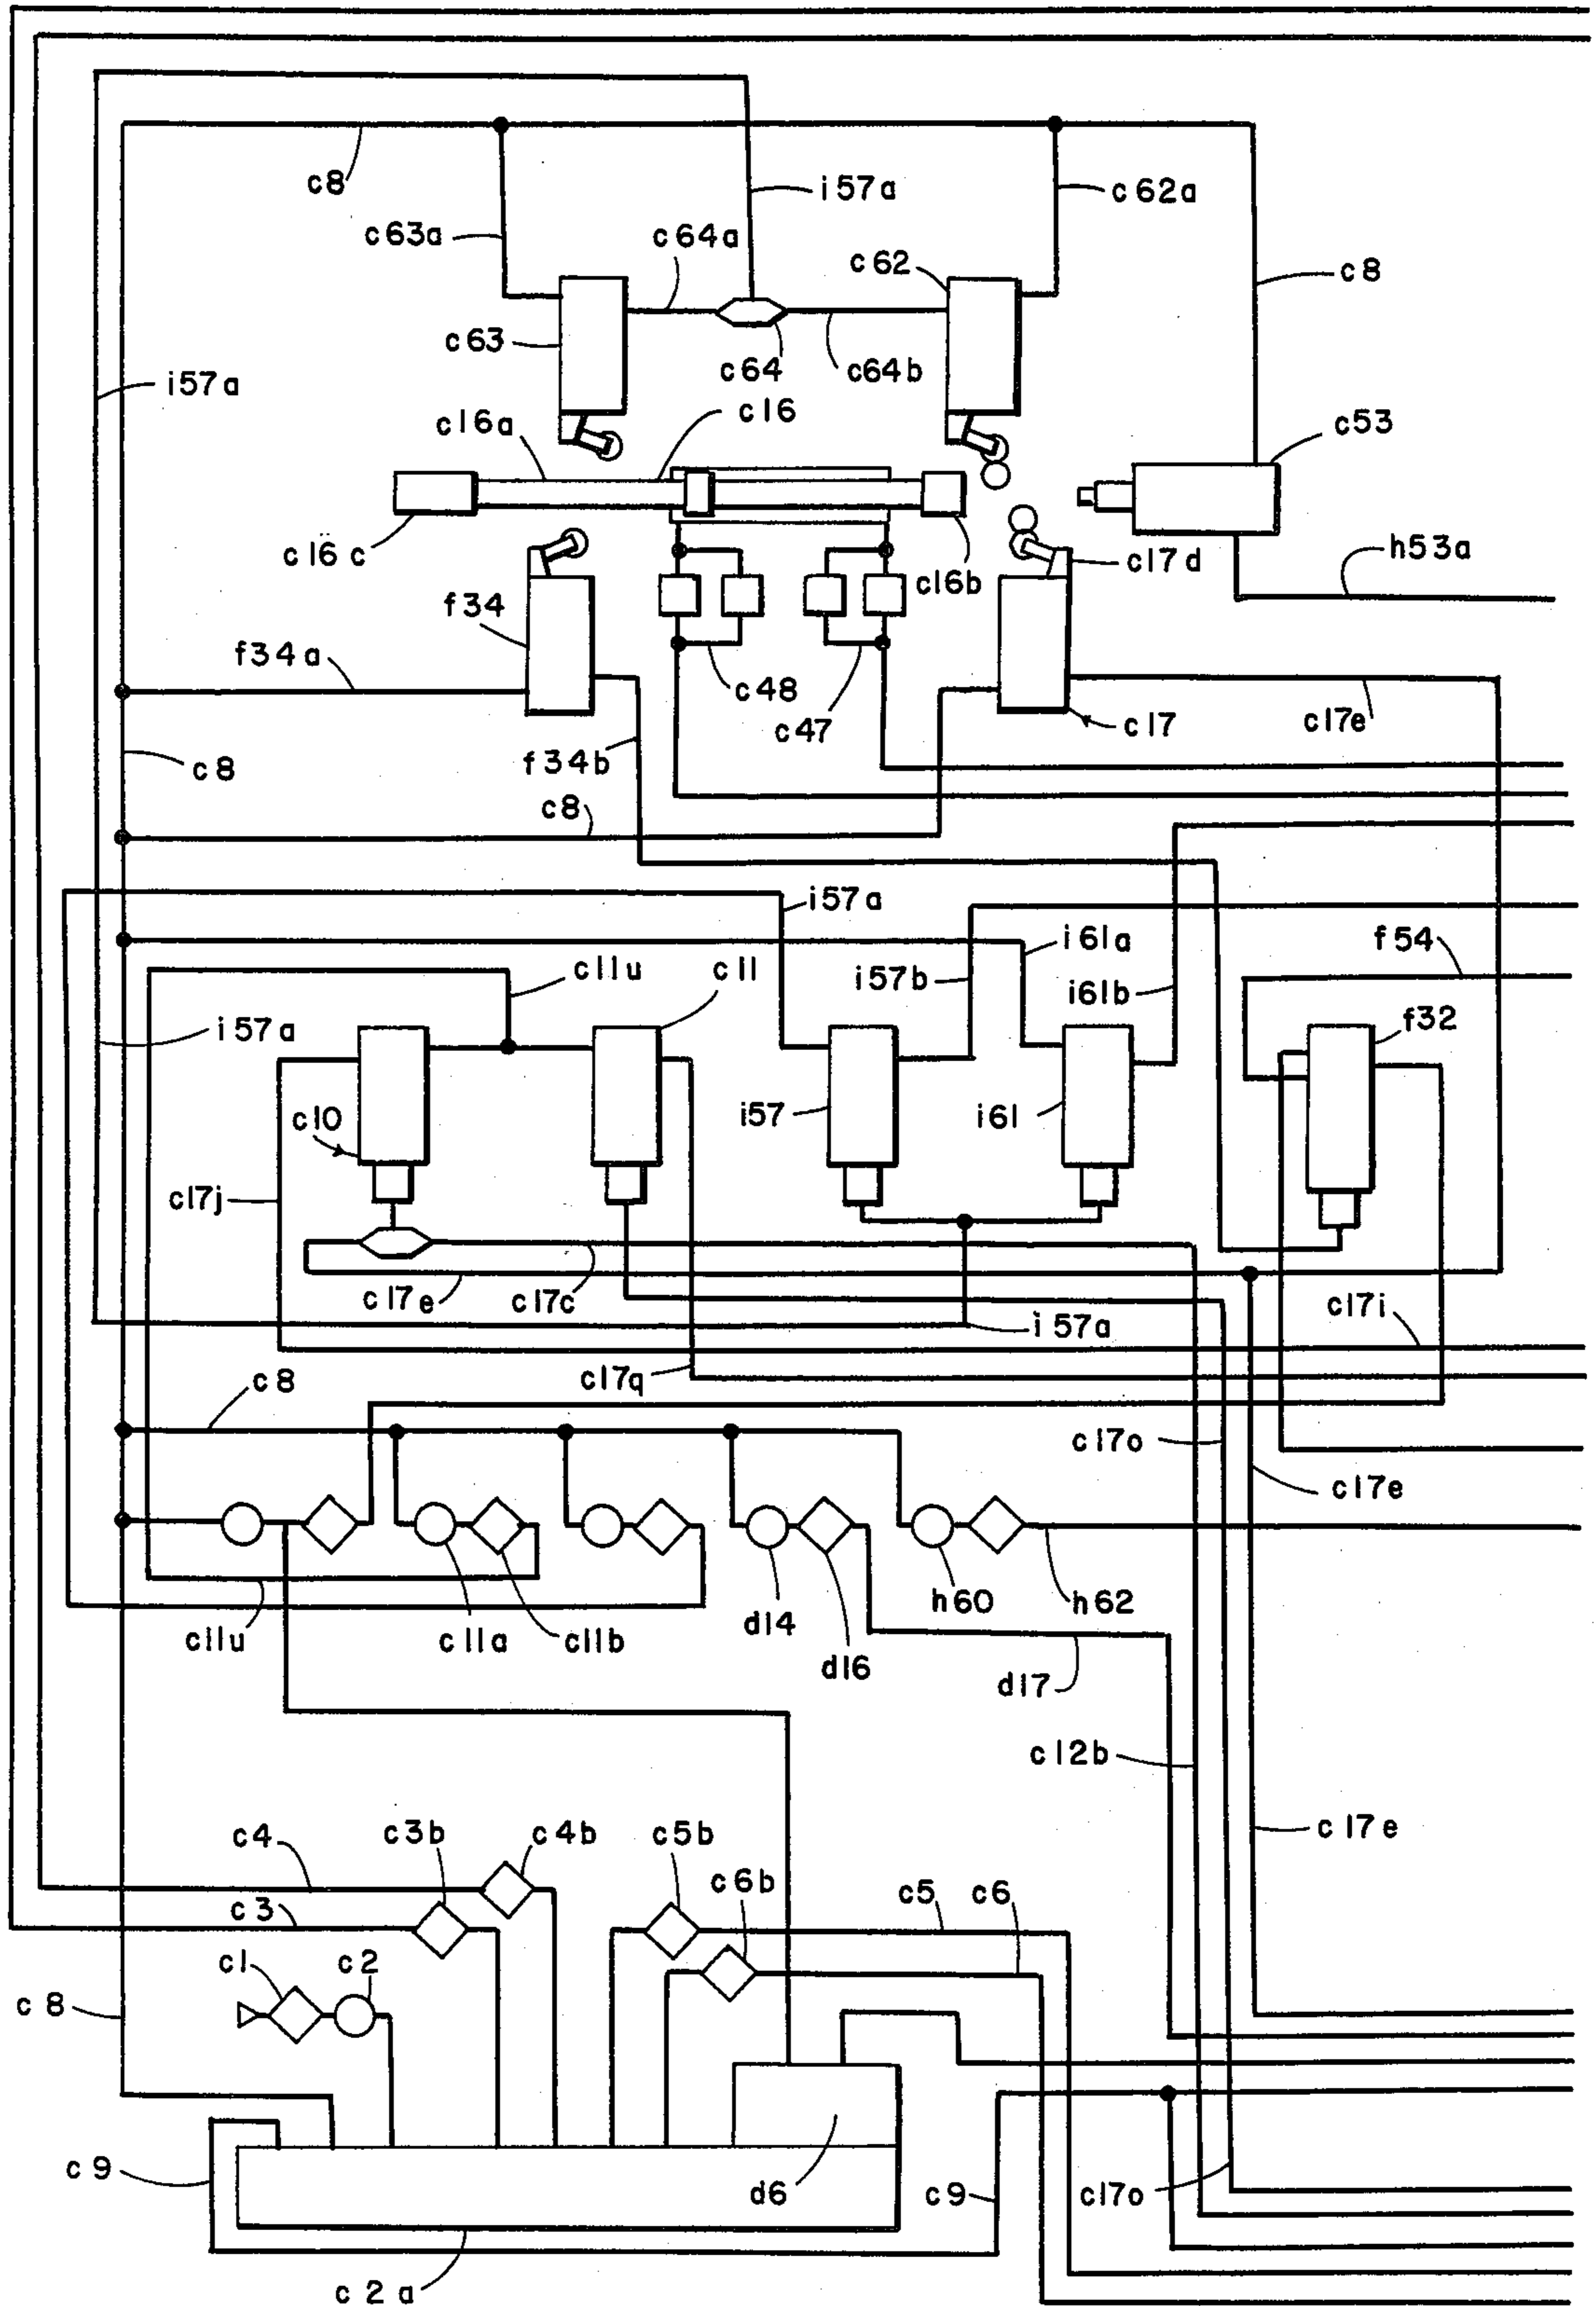 c8
i57a
c62a
c63a
c64a
c62
c8
c63
c64
c64b
i57a
c16a
c16
c53
c16c
c16b
c17d
h53a
f34
f34a
c48
c47
c17
c17e
f34b
c8
c8
i57a
c11u
c11
i57b
i61a
i61b
f54
i57a
f32
c10
i57
i61
c17j
c17e
c17c
i57a
c17i
c8
c17q
c17o
c17e
c11u
c11a
c11b
d14
d16
h60
h62
d17
c12b
c4
c3b
c4b
c5b
c6b
c17e
c3
c5
c6
c1
c2
c8
c9
d6
c9
c17o
c2a